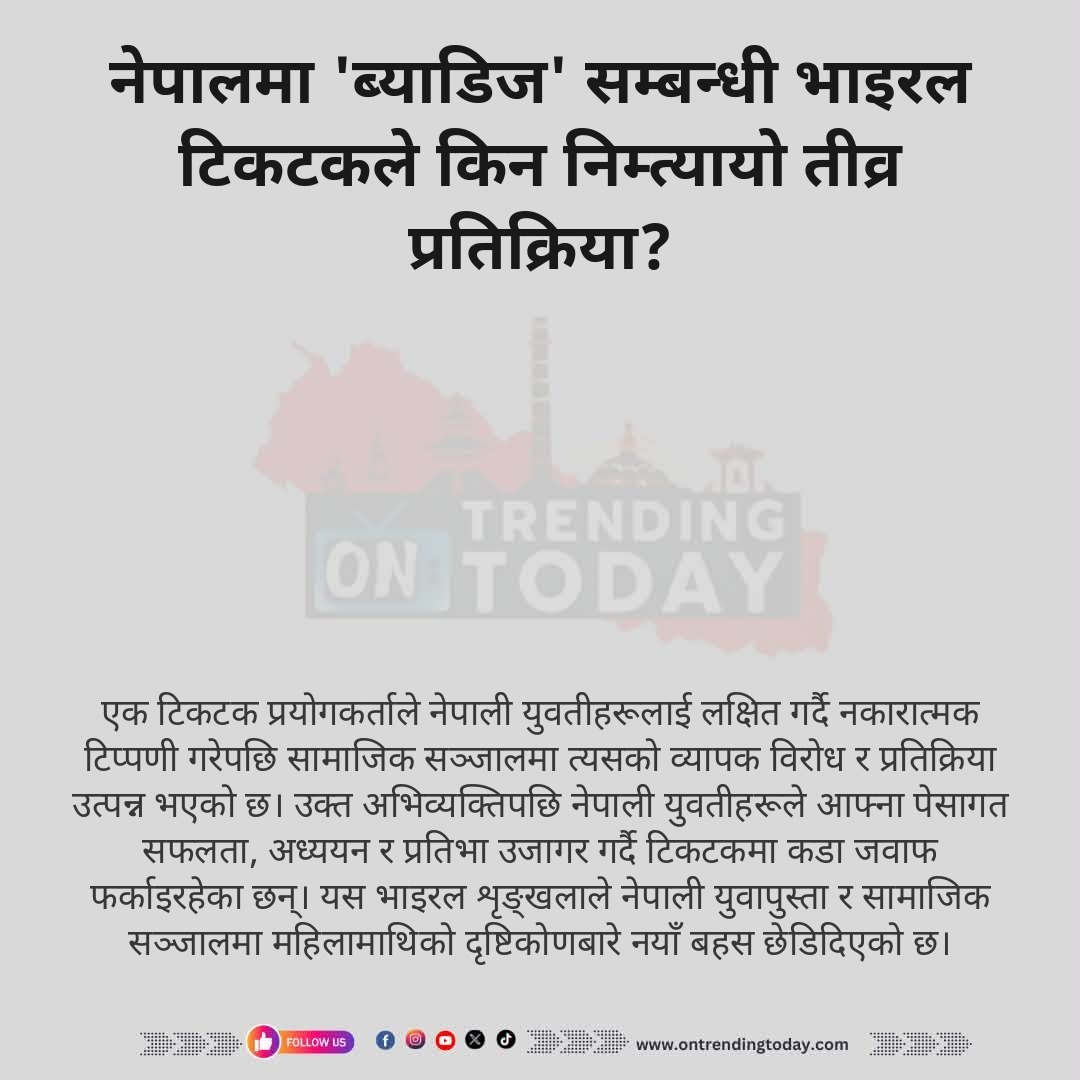 नेपालमा 'ब्याडिज' सम्बन्धी भाइरल
टिकटकले किन निम्त्यायो तीव्र
प्रतिक्रिया?
ON
TRENDING
TODAY
एक टिकटक प्रयोगकर्ताले नेपाली युवतीहरूलाई लक्षित गर्दै नकारात्मक
टिप्पणी गरेपछि सामाजिक सञ्जालमा त्यसको व्यापक विरोध र प्रतिक्रिया
उत्पन्न भएको छ। उक्त अभिव्यक्तिपछि नेपाली युवतीहरूले आफ्ना पेसागत
सफलता, अध्ययन र प्रतिभा उजागर गर्दै टिकटकमा कडा जवाफ
फर्काइरहेका छन्। यस भाइरल शृङ्खलाले नेपाली युवापुस्ता र सामाजिक
सञ्जालमा महिलामाथिको दृष्टिकोणबारे नयाँ बहस छेडिदिएको छ।
FOLLOW US
www.ontrendingtoday.com